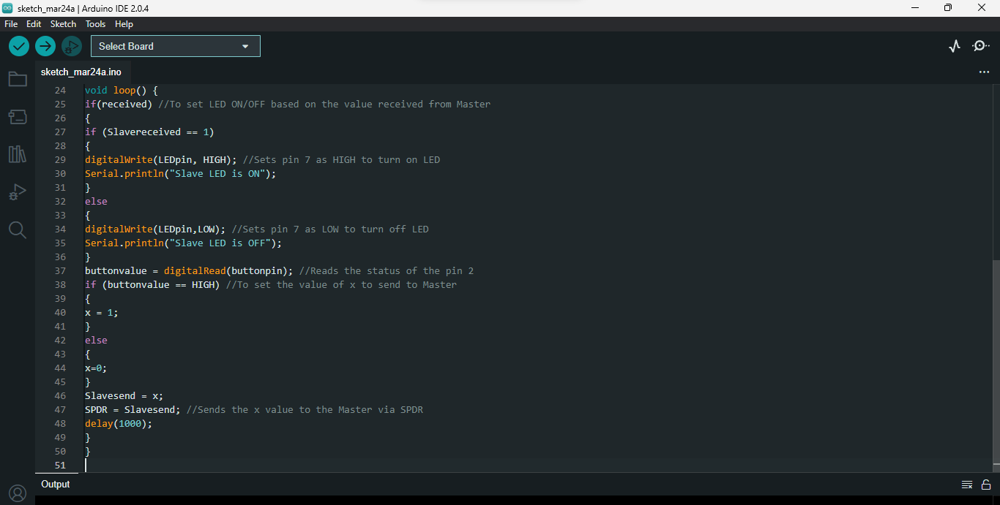 sketch_mar24a | Arduino IDE 2.0.4
File Edit Sketch Tools Help
Select Board
sketch_mar24a.ino
24 void loop() {
25 if(received) //To set LED ON/OFF based on the value received from Master
26 {
27 if (Slavereceived == 1)
28 {
29 digitalWrite(LEDpin, HIGH); //Sets pin 7 as HIGH to turn on LED
30 Serial.println("Slave LED is ON");
31 }
32 else
33 {
34 digitalWrite(LEDpin,LOW); //Sets pin 7 as LOW to turn off LED
35 Serial.println("Slave LED is OFF");
36 }
37 buttonvalue = digitalRead(buttonpin); //Reads the status of the pin 2
38 if (buttonvalue == HIGH) //To set the value of x to send to Master
39 {
40 x = 1;
41 }
42 else
43 {
44 x=0;
45 }
46 Slavesend = x;
47 SPDR = Slavesend; //Sends the x value to the Master via SPDR
48 delay(1000);
49 }
50 }
51
Output